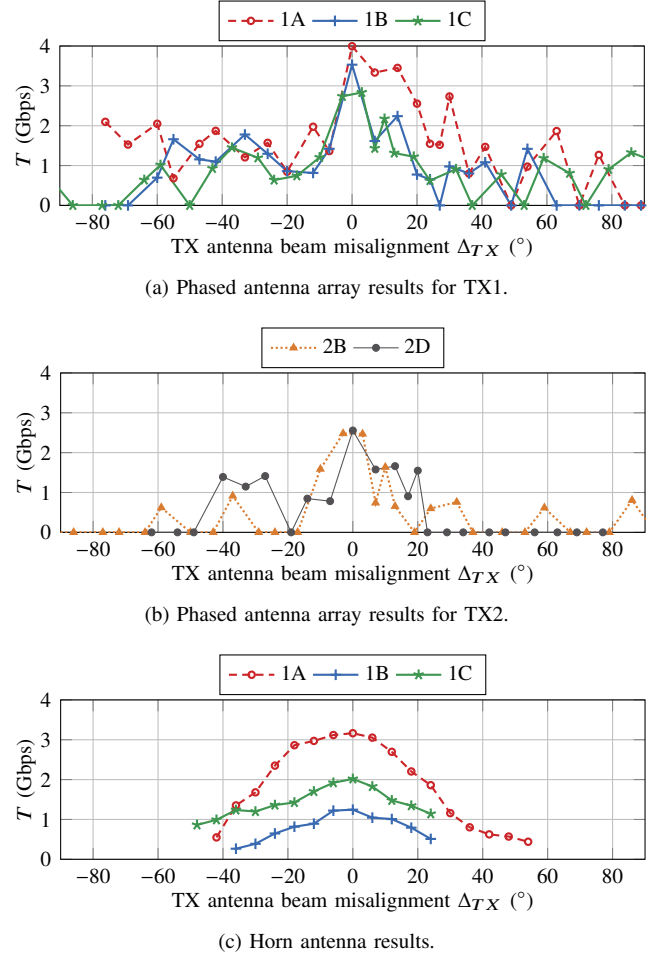 1A 1B 1C
4
3
2
1
0
T (Gbps)
−80 −60 −40 −20 0 20 40 60 80
TX antenna beam misalignment Δ_TX (°)
(a) Phased antenna array results for TX1.
2B 2D
4
3
2
1
0
T (Gbps)
−80 −60 −40 −20 0 20 40 60 80
TX antenna beam misalignment Δ_TX (°)
(b) Phased antenna array results for TX2.
1A 1B 1C
4
3
2
1
0
T (Gbps)
−80 −60 −40 −20 0 20 40 60 80
TX antenna beam misalignment Δ_TX (°)
(c) Horn antenna results.